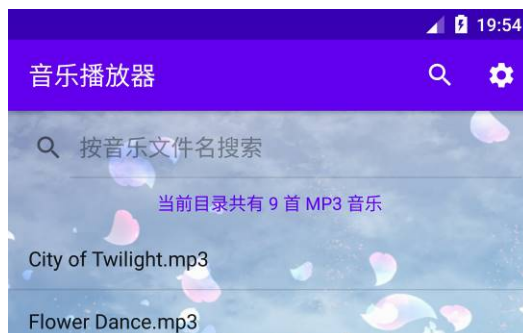 19:54
音乐播放器
按音乐文件名搜索
当前目录共有 9 首 MP3 音乐
City of Twilight.mp3
Flower Dance.mp3